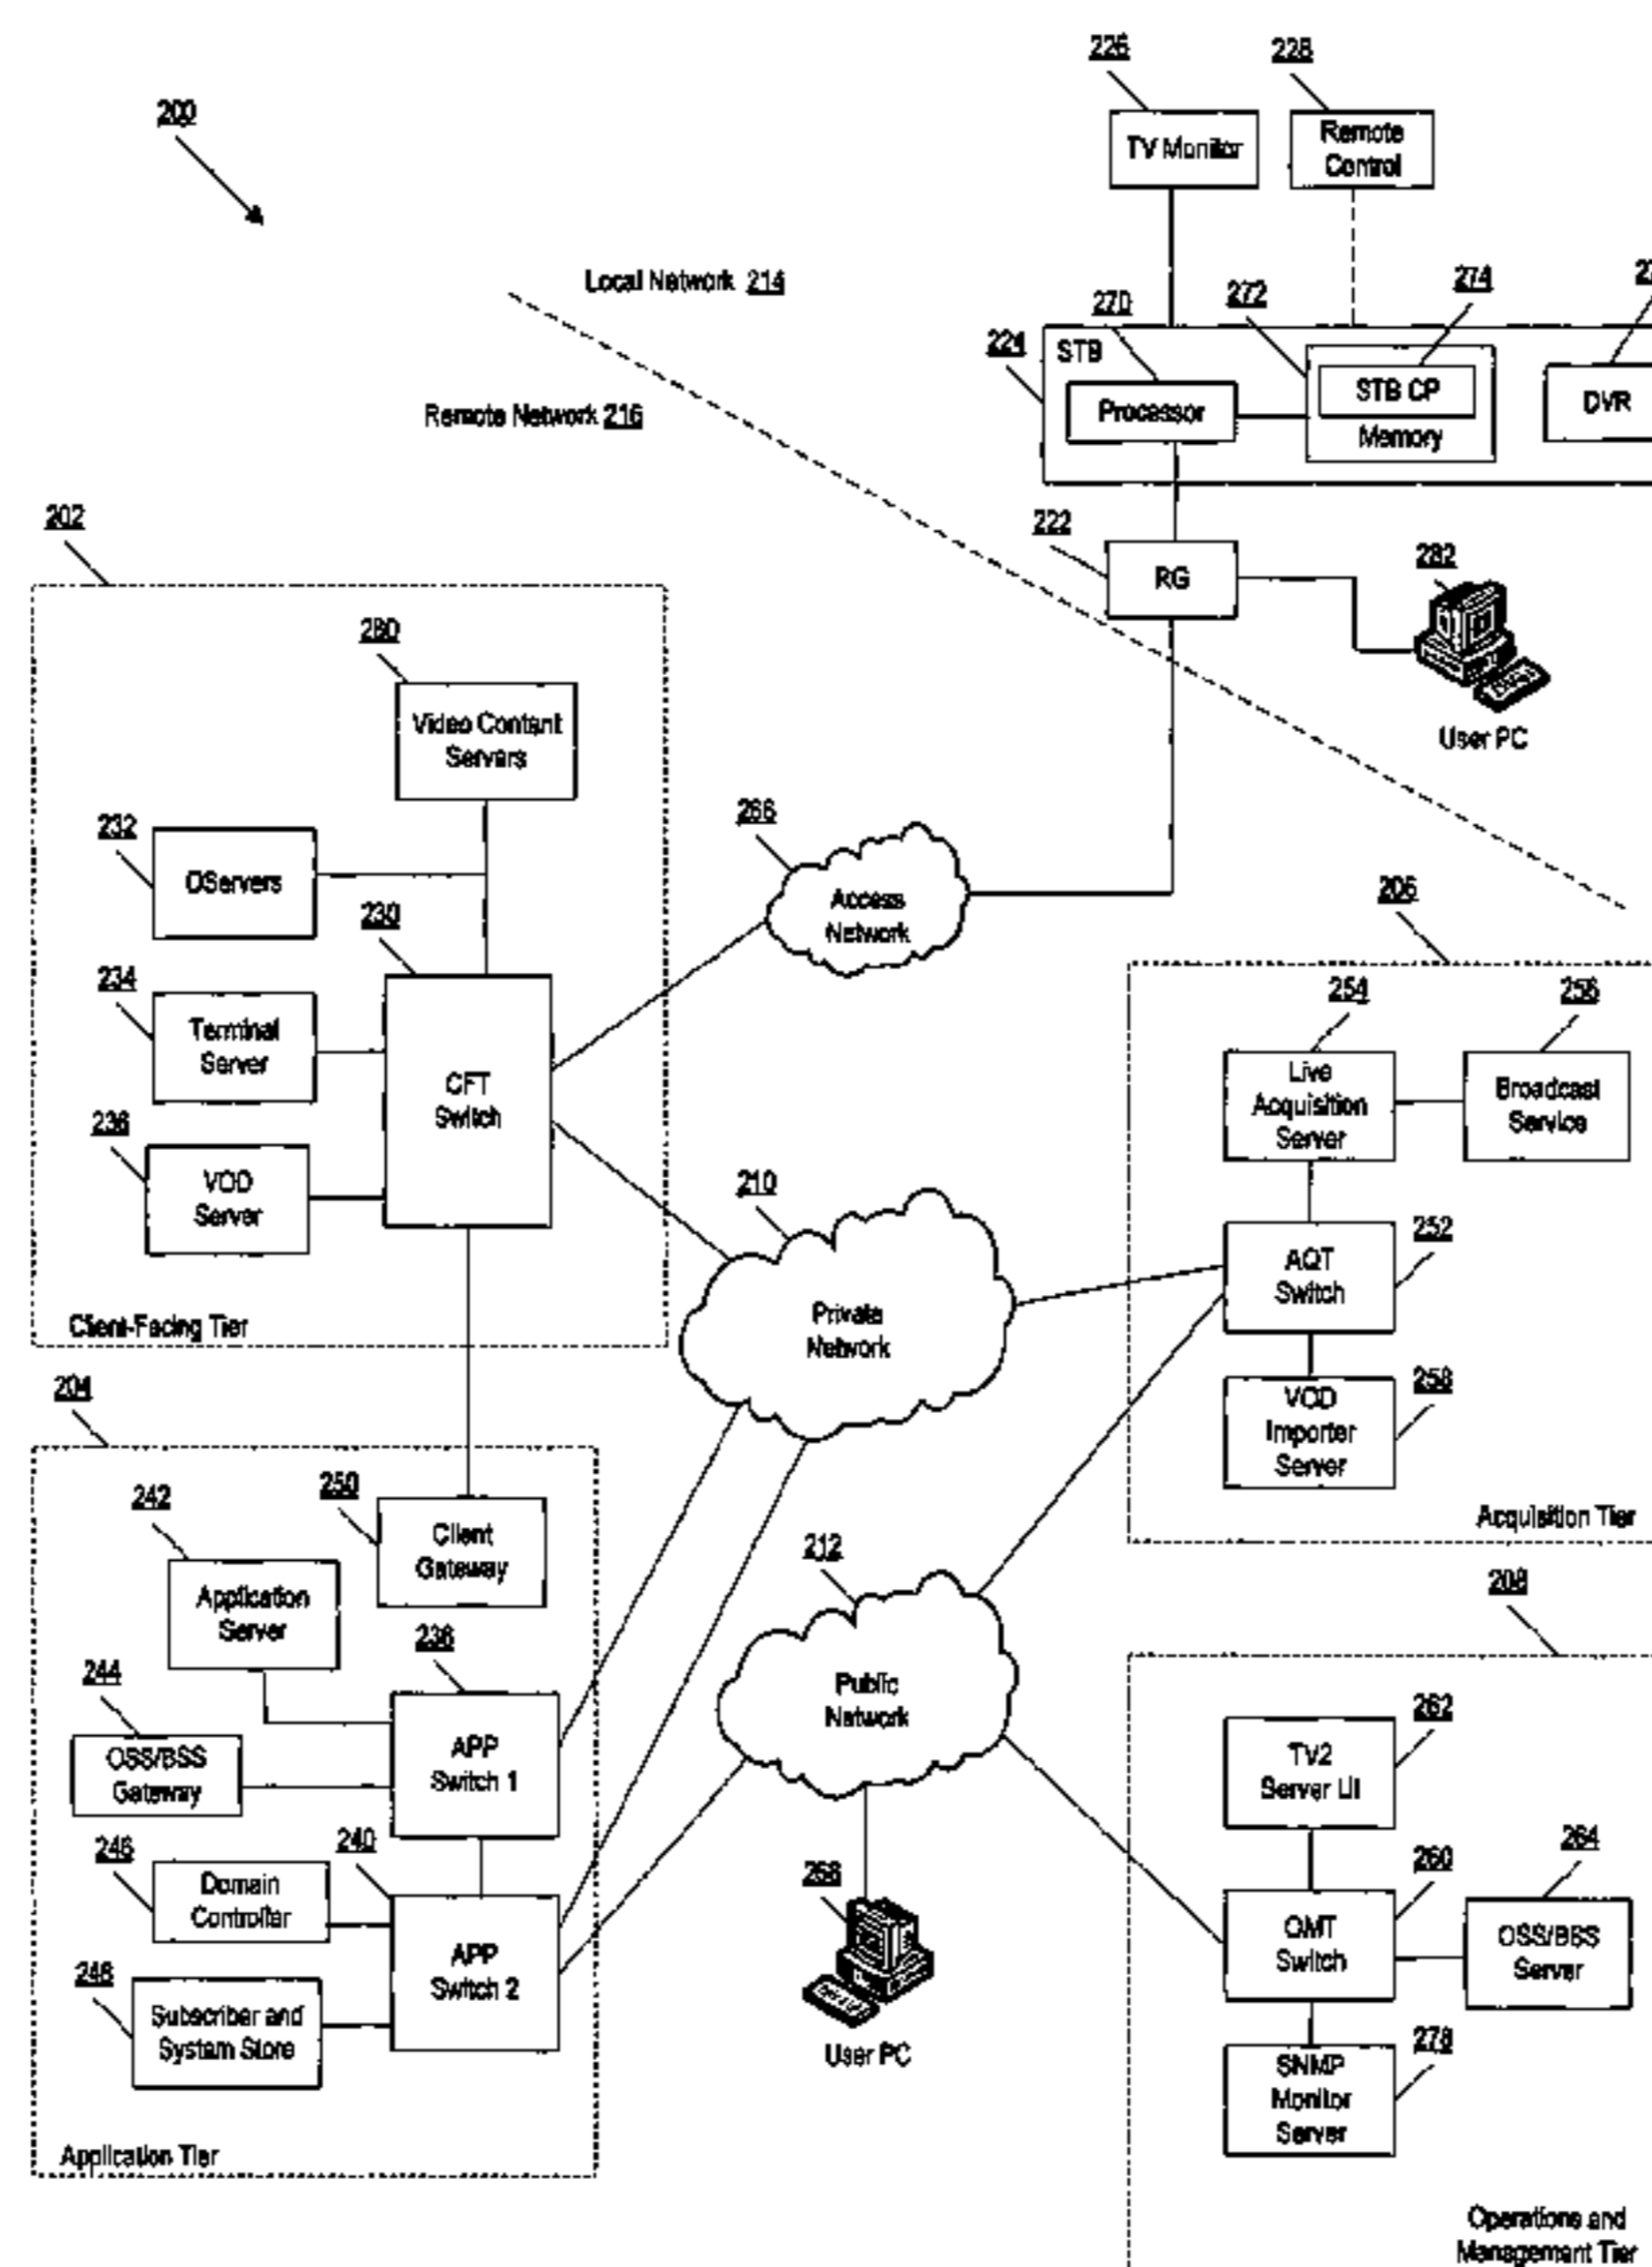 200
226
228
TV Monitor
Remote
Control
Local Network 214
Remote Network 216
224
STB
270
272
274
27
Processor
STB CP
Memory
DVR
222
RG
282
User PC
202
280
Video Content
Servers
232
DServers
230
234
Terminal
Server
CFT
Switch
236
VOD
Server
Client-Facing Tier
266
Access
Network
210
Private
Network
206
254
256
Live
Acquisition
Server
Broadcast
Service
252
AQT
Switch
258
VOD
Importer
Server
Acquisition Tier
204
242
250
Client
Gateway
Application
Server
238
244
OSS/BSS
Gateway
APP
Switch 1
246
240
Domain
Controller
APP
Switch 2
248
Subscriber and
System Store
Application Tier
212
Public
Network
268
User PC
208
262
TV2
Server UI
260
264
OMT
Switch
OSS/BSS
Server
278
SNMP
Monitor
Server
Operations and
Management Tier